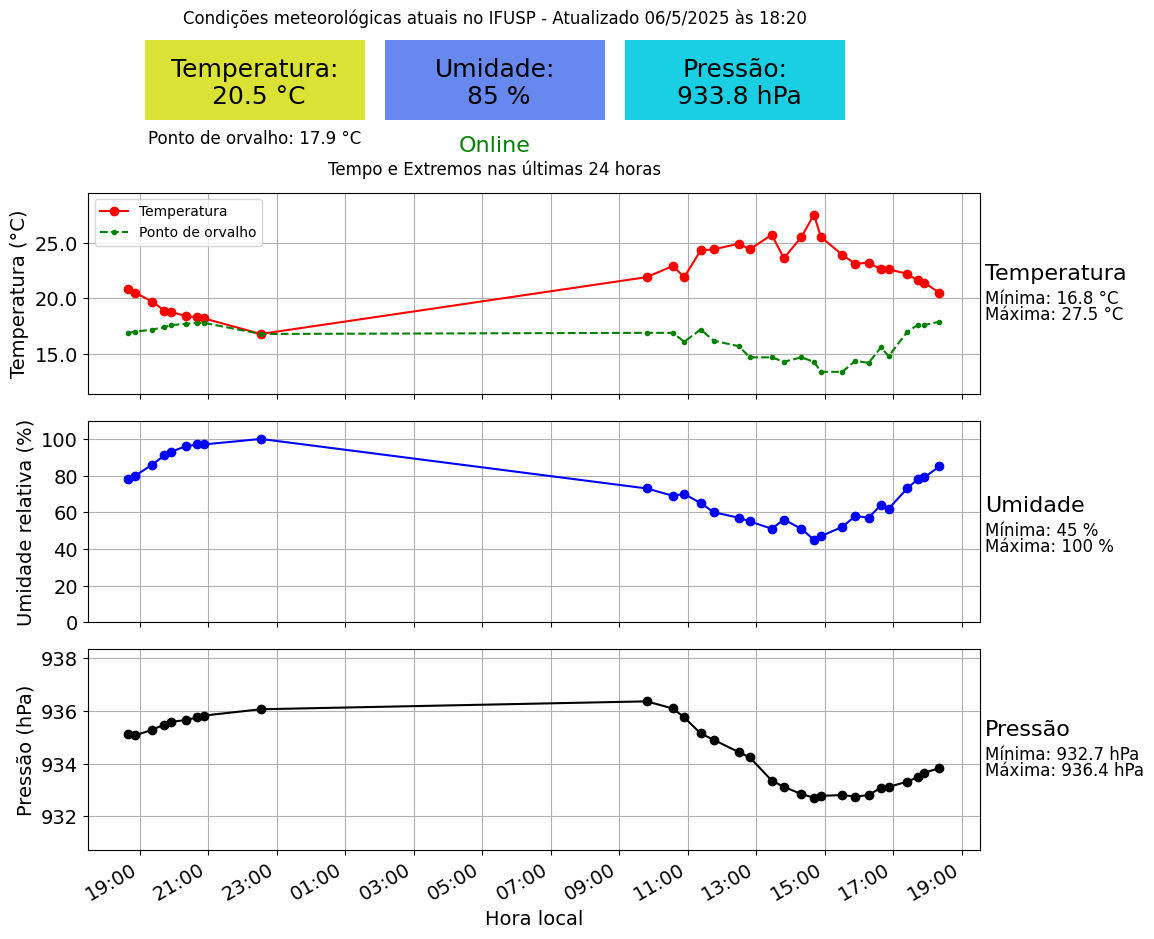 Condições meteorológicas atuais no IFUSP - Atualizado 06/5/2025 às 18:20
Temperatura:
20.5 °C
Umidade:
85 %
Pressão:
933.8 hPa
Ponto de orvalho: 17.9 °C
Online
Tempo e Extremos nas últimas 24 horas
Temperatura
Ponto de orvalho
Temperatura (°C)
25.0
20.0
15.0
Temperatura
Mínima: 16.8 °C
Máxima: 27.5 °C
Umidade relativa (%)
100
80
60
40
20
0
Umidade
Mínima: 45 %
Máxima: 100 %
Pressão (hPa)
938
936
934
932
Pressão
Mínima: 932.7 hPa
Máxima: 936.4 hPa
19:00 21:00 23:00 01:00 03:00 05:00 07:00 09:00 11:00 13:00 15:00 17:00 19:00
Hora local